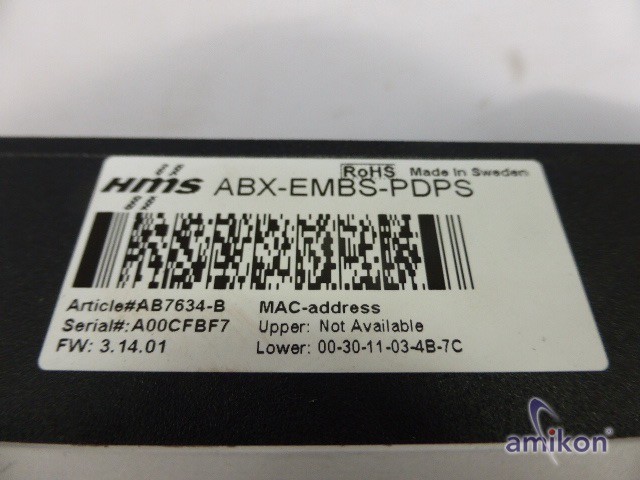 RoHS Made In Sweden
HMS ABX-EMBS-PDPS
Article#:AB7634-B
Serial#: A00CFBF7
FW: 3.14.01
MAC-address
Upper: Not Available
Lower: 00-30-11-03-4B-7C
amikon